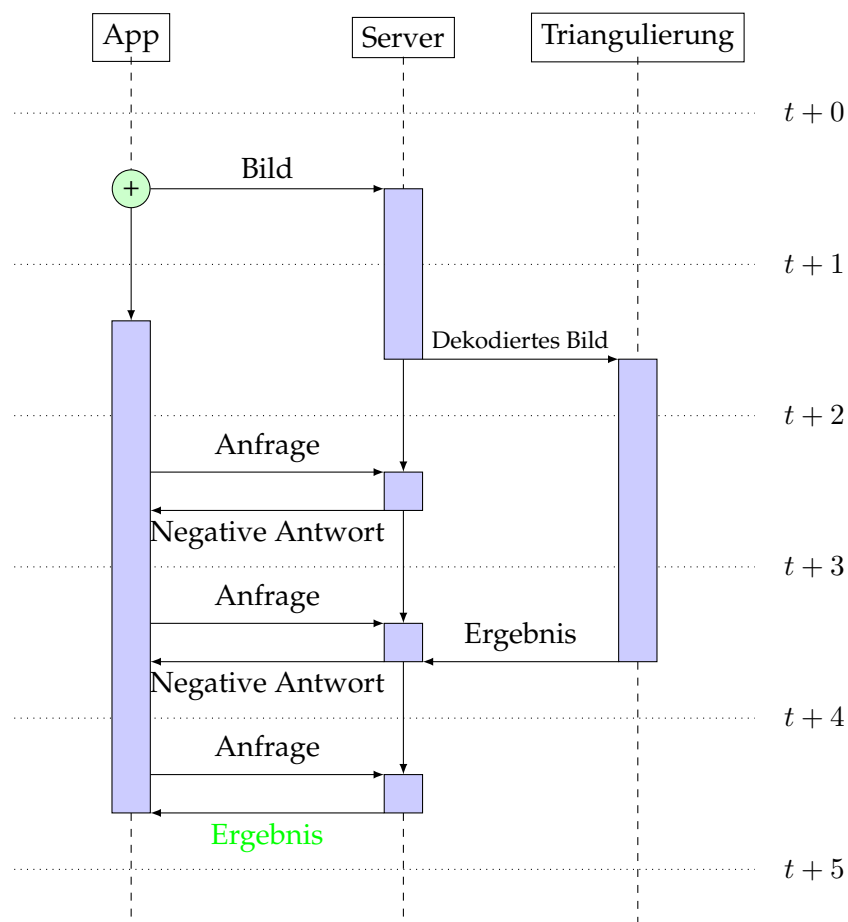 App
Server
Triangulierung
t + 0
Bild
+
t + 1
Dekodiertes Bild
t + 2
Anfrage
Negative Antwort
t + 3
Anfrage
Ergebnis
Negative Antwort
t + 4
Anfrage
Ergebnis
t + 5